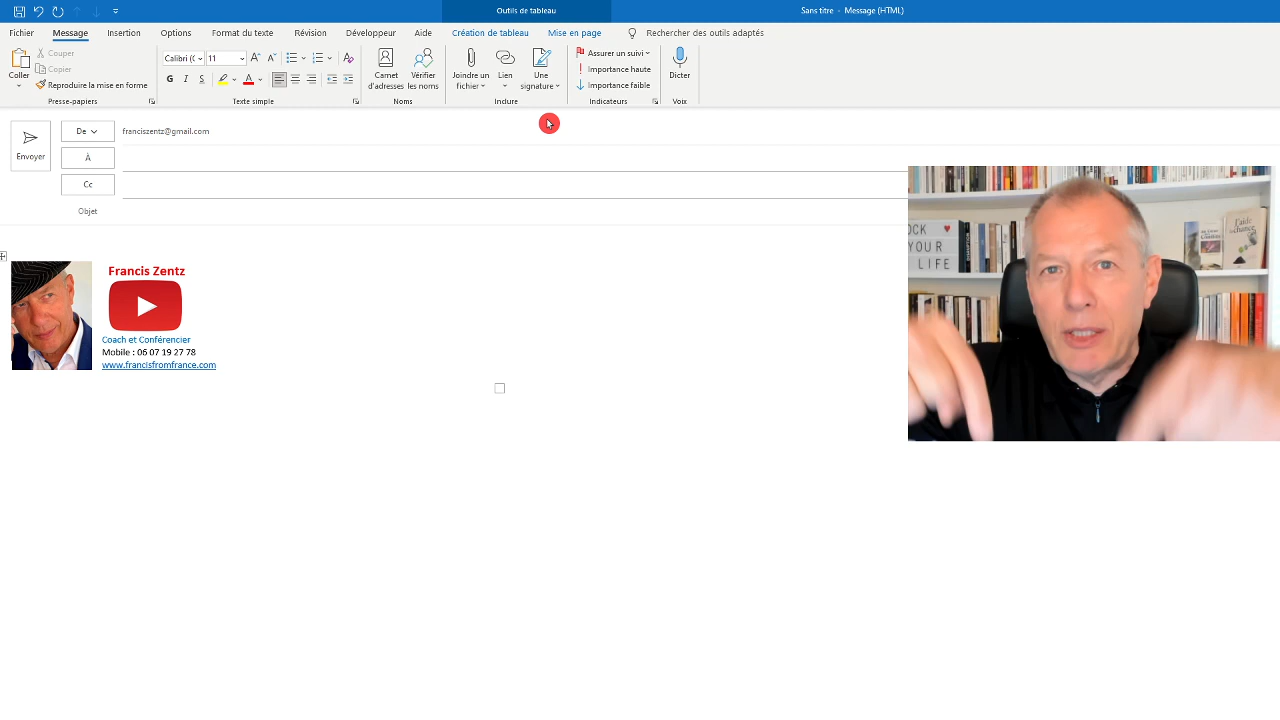 Outils de tableau
Sans titre - Message (HTML)
Fichier Message Insertion Options Format du texte Révision Développeur Aide Création de tableau Mise en page Rechercher des outils adaptés
Coller
Couper
Copier
Reproduire la mise en forme
Presse-papiers
Calibri (C 11
G I S A
Texte simple
Carnet d'adresses
Vérifier les noms
Noms
Joindre un fichier
Lien
Une signature
Inclure
Assurer un suivi
Importance haute
Importance faible
Indicateurs
Dicter
Voix
Envoyer
De
franciszentz@gmail.com
À
Cc
Objet
Francis Zentz
Coach et Conférencier
Mobile : 06 07 19 27 78
www.francisfromfrance.com
OCK ♥
YOUR
LIFE